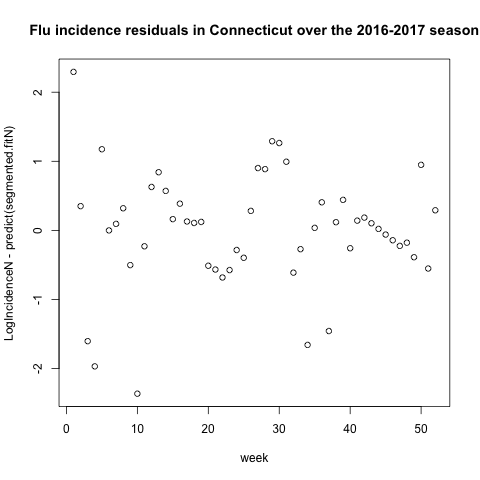 Flu incidence residuals in Connecticut over the 2016-2017 season
LogIncidenceN - predict(segmented.fitN)
2
1
0
-1
-2
0 10 20 30 40 50
week